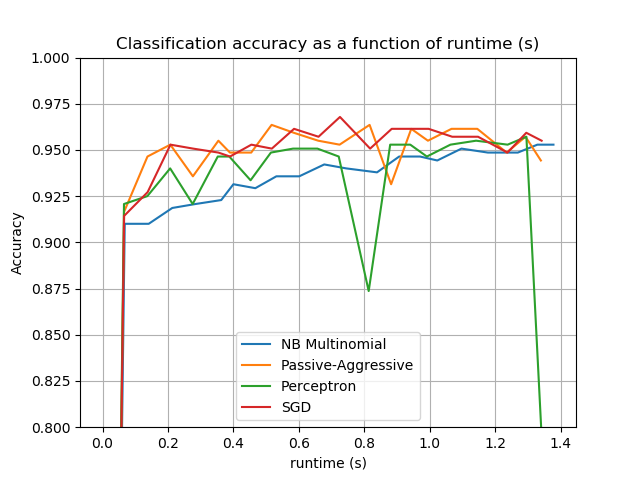 Classification accuracy as a function of runtime (s)
1.000
0.975
0.950
0.925
0.900
0.875
0.850
0.825
0.800
Accuracy
NB Multinomial
Passive-Aggressive
Perceptron
SGD
0.0 0.2 0.4 0.6 0.8 1.0 1.2 1.4
runtime (s)